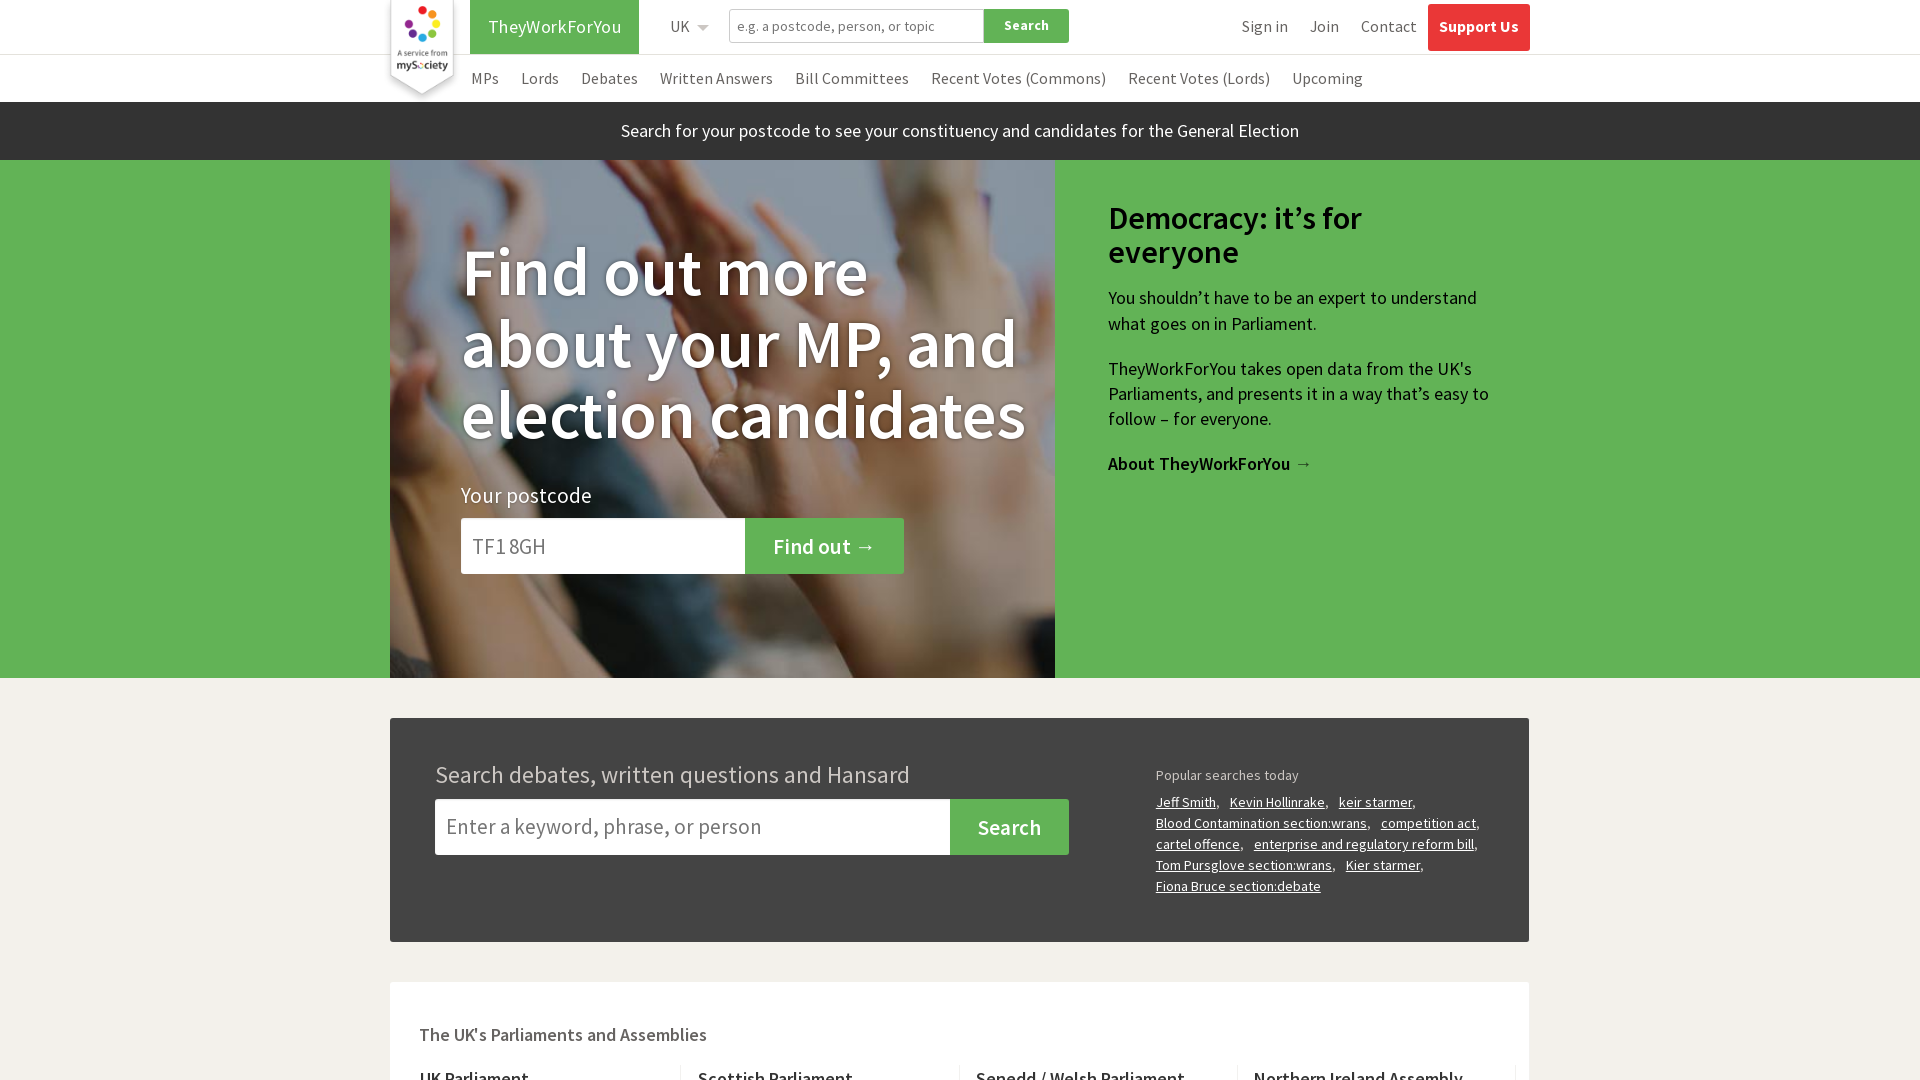 A service from
mySociety
TheyWorkForYou
UK
e.g. a postcode, person, or topic
Search
Sign in
Join
Contact
Support Us
MPs
Lords
Debates
Written Answers
Bill Committees
Recent Votes (Commons)
Recent Votes (Lords)
Upcoming
Search for your postcode to see your constituency and candidates for the General Election
Find out more
about your MP, and
election candidates
Your postcode
TF1 8GH
Find out →
Democracy: it’s for
everyone
You shouldn’t have to be an expert to understand
what goes on in Parliament.
TheyWorkForYou takes open data from the UK's
Parliaments, and presents it in a way that’s easy to
follow – for everyone.
About TheyWorkForYou →
Search debates, written questions and Hansard
Enter a keyword, phrase, or person
Search
Popular searches today
Jeff Smith, Kevin Hollinrake, keir starmer,
Blood Contamination section:wrans, competition act,
cartel offence, enterprise and regulatory reform bill,
Tom Pursglove section:wrans, Kier starmer,
Fiona Bruce section:debate
The UK's Parliaments and Assemblies
UK Parliament
Scottish Parliament
Senedd / Welsh Parliament
Northern Ireland Assembly